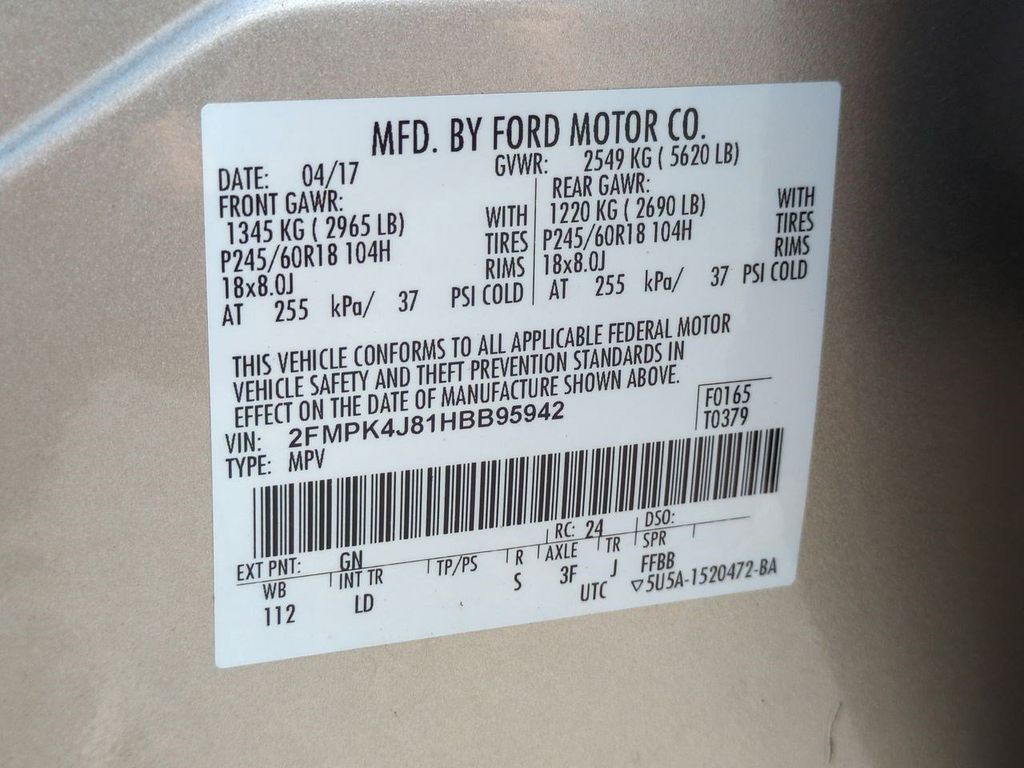 MFD. BY FORD MOTOR CO.
DATE: 04/17 GVWR: 2549 KG ( 5620 LB)
FRONT GAWR: REAR GAWR:
1345 KG ( 2965 LB) WITH 1220 KG ( 2690 LB) WITH
P245/60R18 104H TIRES P245/60R18 104H TIRES
18x8.0J RIMS 18x8.0J RIMS
AT 255 kPa/ 37 PSI COLD AT 255 kPa/ 37 PSI COLD
THIS VEHICLE CONFORMS TO ALL APPLICABLE FEDERAL MOTOR
VEHICLE SAFETY AND THEFT PREVENTION STANDARDS IN
EFFECT ON THE DATE OF MANUFACTURE SHOWN ABOVE.
F0165
VIN: 2FMPK4J81HBB95942 T0379
TYPE: MPV
EXT PNT: GN RC: 24 DSO:
WB INT TR TP/PS R AXLE TR SPR
112 LD S 3F J FFBB
UTC ▽5U5A-1520472-BA